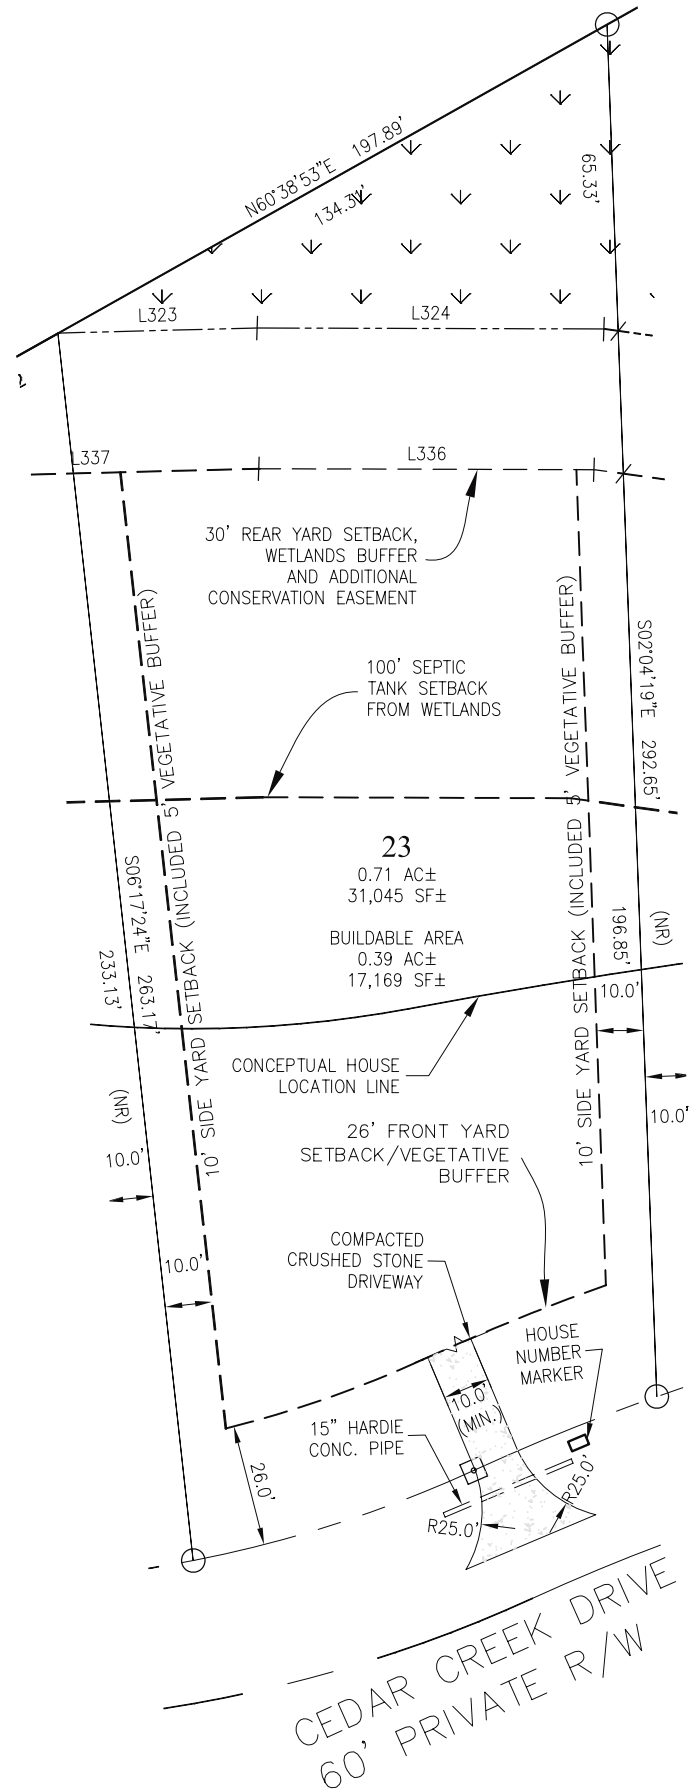 N60°38'53"E 197.89'
134.31'
65.33'
L323
L324
L337
L336
30' REAR YARD SETBACK,
WETLANDS BUFFER
AND ADDITIONAL
CONSERVATION EASEMENT
10' SIDE YARD SETBACK (INCLUDED 5' VEGETATIVE BUFFER)
10' SIDE YARD SETBACK (INCLUDED 5' VEGETATIVE BUFFER)
S02°04'19"E 292.65'
100' SEPTIC
TANK SETBACK
FROM WETLANDS
23
0.71 AC±
31,045 SF±
BUILDABLE AREA
0.39 AC±
17,169 SF±
S06°17'24"E 263.17'
233.13'
196.85'
(NR)
10.0'
CONCEPTUAL HOUSE
LOCATION LINE
(NR)
10.0'
10.0'
26' FRONT YARD
SETBACK/VEGETATIVE
BUFFER
10.0'
COMPACTED
CRUSHED STONE
DRIVEWAY
HOUSE
NUMBER
MARKER
10.0'
(MIN.)
15" HARDIE
CONC. PIPE
26.0'
R25.0'
R25.0'
CEDAR CREEK DRIVE
60' PRIVATE R/W